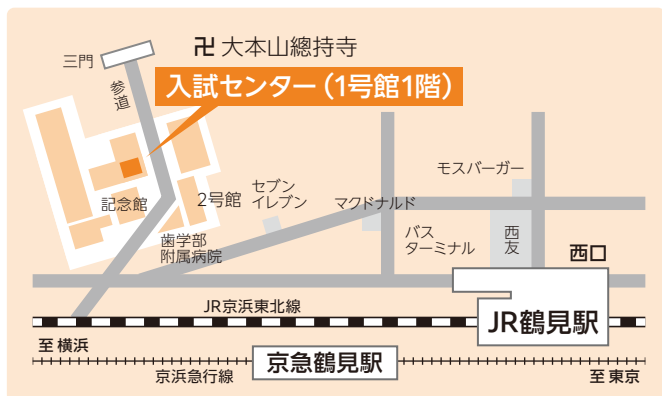 卍 大本山總持寺
三門
参道
入試センター（1号館1階）
モスバーガー
セブン
イレブン
マクドナルド
2号館
記念館
歯学部
附属病院
バス
ターミナル
西友
西口
JR京浜東北線
JR鶴見駅
至 横浜
京急鶴見駅
京浜急行線
至 東京